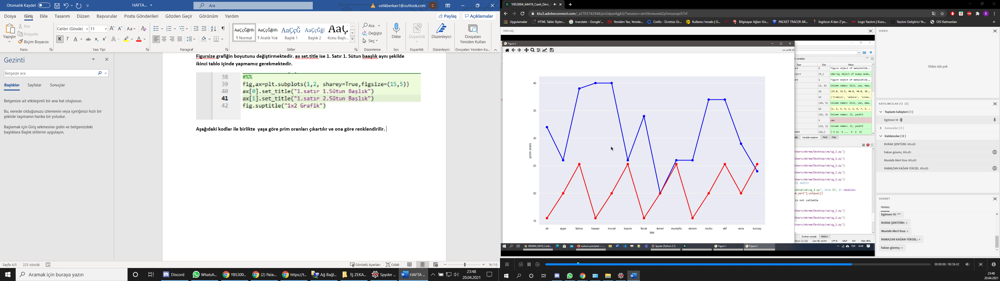 Otomatik Kaydet
HAFTA...
Ara
celikberkan1@outlook.com
C
Dosya Giriş Ekle Tasarım Düzen Başvurular Posta Gönderileri Gözden Geçir Görünüm Yardım
Paylaş
Açıklamalar
Yapıştır
Kes
Kopyala
Biçim Boyacısı
Pano
Calibri (Gövde) 11
K T A ab x₂ x²
Yazı Tipi
Paragraf
AaÇçĞğHh AaÇçĞğHh AaÇçĞ AaÇçĞğl AaÇ
¶ Normal ¶ Aralık Yok Başlık 1 Başlık 2 Konu Başlı...
Stiller
Ara
Değiştir
Seç
Düzenleme
Dikte
Ses
Duyarlılık
Duyarlılık
Düzenleyici
Düzenleyici
Dosyaları
Yeniden Kullan
Dosyaları Yeniden Ku...
Gezinti
Belgede ara
Başlıklar Sayfalar Sonuçlar
Belgenize ait etkileşimli bir ana hat oluşturun.
Bu, nerede olduğunuzu izlemenin veya içeriğinizi hızlı bir
şekilde taşımanın harika bir yoludur.
Başlamak için Giriş sekmesine gidin ve belgenizdeki
başlıklara Başlık stillerini uygulayın.
Figursize grafiğin boyutunu değiştirmektedir. ax set.title ise 1. Satır 1. Sütun baaşlık aynı şekilde
ikinci tablo içinde yapmamız gerekmektedir.
38 #%%
39 fig,ax=plt.subplots(1,2, sharey=True,figsize=(15,5))
40 ax[0].set_title("1.satır 1.Sütun Başlık")
41 ax[1].set_title("1.satır 2.Sütun Başlık")
42 fig.suptitle("1x2 Grafik")
Aşağıdaki kodlar ile birlikte yaşa göre prim oranları çıkartılır ve ona göre renklendirilir.
Sayfa 4/5 223 sözcük
Görüntü Ayarları Odak
%110
Aramak için buraya yazın
Discord WhatsA... YBS300... (2) Pala:... https://t... Ağ Bağl... İŞ ZEKA... Spyder ... HAFTA ...
23:48
20.04.2021
YBS3004_64419_Canli_Ders_
ktu3.adobeconnect.com/_a3703742944/pn3dpar4gjk3/?session=em5breezwb2p5muzoqri57rf
B
Uygulamalar HTML Table Styler... translate - Google'... Yeniden Yaz, Yenide... Crello – Ücretsiz Gr... Kullanıcı hesabı | G... Bilgisayar Ağları Viz... PACKET TRACER AR... İngilizce A'dan Z'ye... Logo Yazılım | Kuru... Yazılım Geliştirici Ye... OSI Katmanları
PAYLAŞ
Figure 2
x= y=29.19
40
35
30
25
20
15
pirim orani
ali ayşe fatma hasan murat kazım faruk temel mustafa ekrem mutlu elif esra tuncay
kisi
Type Size Value
1 Figure object of matplotlib...
(5,) ndarray object of numpy modu...
1 Figure object of matplotlib...
(1, 5) Column names: kisi, yas, maa...
12 [33.0, 32.5, 40.0, 40.0, 26...
12 ['trabzon', 'ankara', 'istan...
(14, 5) Column names: kisi, yas, maa...
11 [1, 2, 3, 4, 1, 2, 6, 7, 3, ...
(12, 2) Column names: il, yasOrt
1 van
(12, 2) Column names: il, yasOrt
(12,) [ 5 11 4 ... 9 2 3]
Variable explorer Plots Files
Users/ekrem/Desktop/vm/vg_1.py')
Users/ekrem/Desktop/vm/vg_1.py')
Users/ekrem/Desktop/vm/vg_1.py')
Users/ekrem/Desktop/vm/vg_1.py')
Users/ekrem/Desktop/vm/vg_1.py')
ll last):
sktop\vm\vg_1.py", line 17, in <module>
m yeri"].unique())
is not callable
Users/ekrem/Desktop/vm/vg_1.py')
Users/ekrem/Desktop/vm/vg_1.py')
Users/ekrem/Desktop/vm/vg_1.py')
IPython console History
ython 3.7.6) Line 46, Col 64 UTF-8 CRLF RW Mem 48%
YBS3004_64419_Canli... seaborn.pointplot — ... Spyder (Python 3.7) Figure 1 Figure 2
TUR 14:46
VIDEO
Video izle yok
KATILIMCILAR (1) (5)
Toplantı Sahipleri ( 1 )
Egitmen 14
Sunucular ( 0 )
Katılımcılar ( 0 )
BURAK ŞENTÜRK Misafir
hakan güvenç Misafir
Mustafa Mert Kısa Misafir
RAMAZAN KAĞAN YÜKSEL Misafir
SOHBET
Herkes
Egitmen 14: ***
BURAK ŞENTÜRK: +
Mustafa Mert Kısa: +
RAMAZAN KAĞAN YÜKSEL: +
hakan güvenç: +
00:00:00 / 00:56:42
23:48
20.04.2021